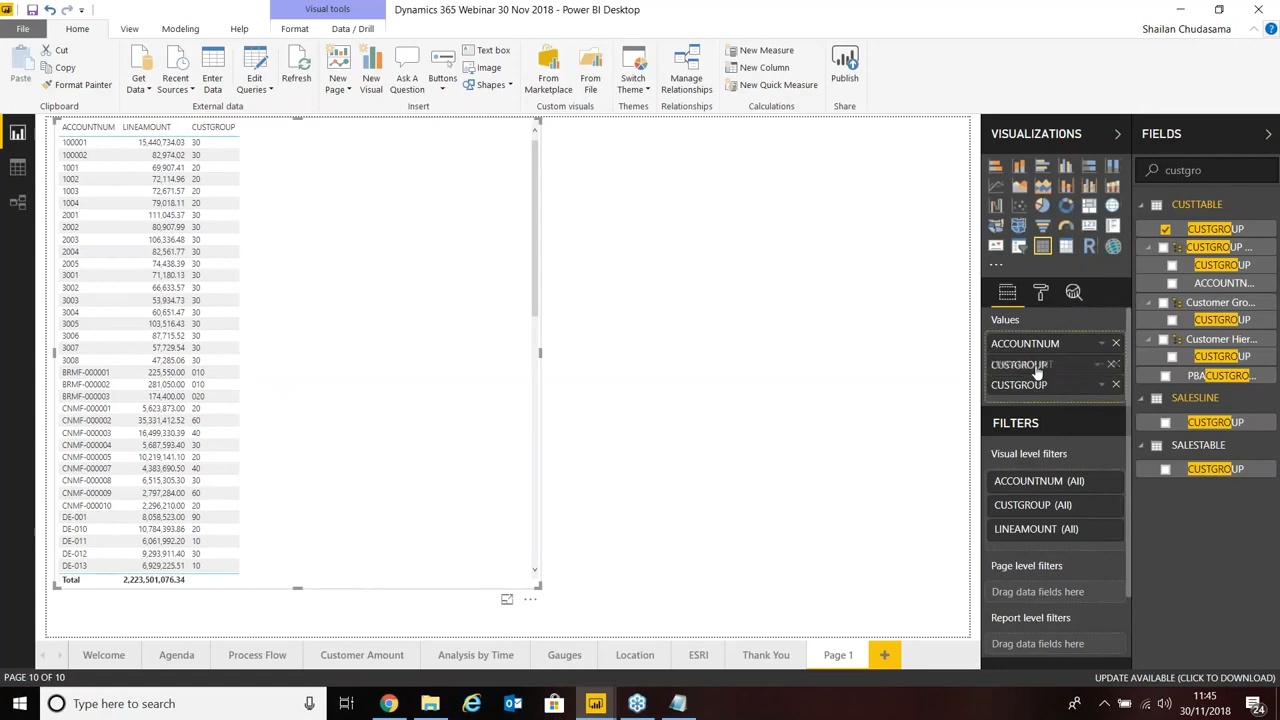 Visual tools
Dynamics 365 Webinar 30 Nov 2018 - Power BI Desktop
File
Home
View
Modeling
Help
Format
Data / Drill
Shailan Chudasama
Paste
Cut
Copy
Format Painter
Clipboard
Get Data
Recent Sources
Enter Data
Edit Queries
Refresh
External data
New Page
New Visual
Ask A Question
Buttons
Text box
Image
Shapes
Insert
From Marketplace
From File
Custom visuals
Switch Theme
Themes
Manage Relationships
Relationships
New Measure
New Column
New Quick Measure
Calculations
Publish
Share
ACCOUNTNUM LINEAMOUNT CUSTGROUP
100001 15,440,734.03 30
100002 82,974.02 30
1001 69,907.41 20
1002 72,114.96 20
1003 72,671.57 20
1004 79,018.11 20
2001 111,045.37 30
2002 80,907.99 30
2003 106,336.48 30
2004 82,561.77 30
2005 74,438.39 30
3001 71,180.13 30
3002 66,633.57 30
3003 53,934.73 30
3004 60,651.47 30
3005 103,516.43 30
3006 87,715.52 30
3007 57,729.54 30
3008 47,285.06 30
BRMF-000001 225,550.00 010
BRMF-000002 281,050.00 010
BRMF-000003 174,400.00 020
CNMF-000001 5,623,873.00 20
CNMF-000002 35,331,412.52 60
CNMF-000003 16,499,330.39 40
CNMF-000004 5,687,593.40 30
CNMF-000005 10,219,141.10 20
CNMF-000007 4,383,690.50 40
CNMF-000008 6,515,305.30 30
CNMF-000009 2,797,284.00 60
CNMF-000010 2,296,210.00 20
DE-001 8,058,523.00 90
DE-010 10,784,393.86 20
DE-011 6,061,992.20 10
DE-012 9,293,911.40 30
DE-013 6,929,225.51 10
Total 2,223,501,076.34
VISUALIZATIONS
Values
ACCOUNTNUM
CUSTGROUP
CUSTGROUP
FILTERS
Visual level filters
ACCOUNTNUM (All)
CUSTGROUP (All)
LINEAMOUNT (All)
Page level filters
Drag data fields here
Report level filters
Drag data fields here
FIELDS
custgro
CUSTTABLE
CUSTGROUP
CUSTGROUP ...
CUSTGROUP
ACCOUNTN...
Customer Gro...
CUSTGROUP
Customer Hier...
CUSTGROUP
PBACUSTGRO...
SALESLINE
CUSTGROUP
SALESTABLE
CUSTGROUP
Welcome
Agenda
Process Flow
Customer Amount
Analysis by Time
Gauges
Location
ESRI
Thank You
Page 1
PAGE 10 OF 10
UPDATE AVAILABLE (CLICK TO DOWNLOAD)
Type here to search
11:45
30/11/2018
24